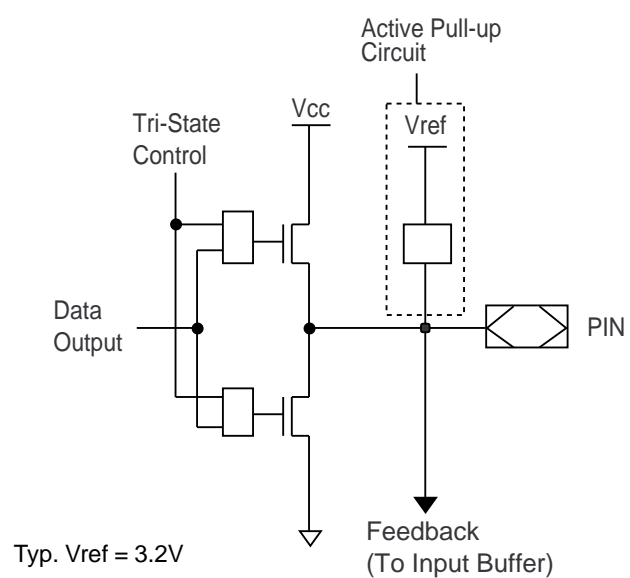 Active Pull-up
Circuit
Vcc
Vref
Tri-State
Control
Data
Output
PIN
Feedback
(To Input Buffer)
Typ. Vref = 3.2V